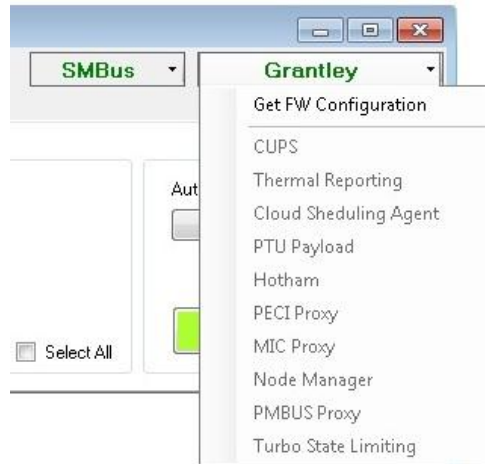 SMBus
Grantley
Get FW Configuration
CUPS
Thermal Reporting
Cloud Sheduling Agent
PTU Payload
Hotham
PECI Proxy
MIC Proxy
Node Manager
PMBUS Proxy
Turbo State Limiting
Aut
Select All